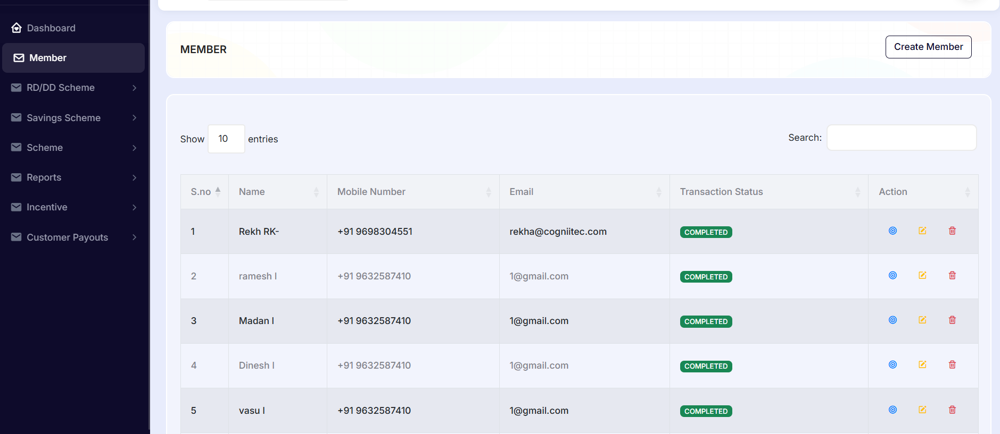 Dashboard
Member
RD/DD Scheme
Savings Scheme
Scheme
Reports
Incentive
Customer Payouts
MEMBER
Create Member
Show 10 entries
Search:
S.no Name Mobile Number Email Transaction Status Action
1 Rekh RK- +91 9698304551 rekha@cogniitec.com COMPLETED
2 ramesh I +91 9632587410 1@gmail.com COMPLETED
3 Madan I +91 9632587410 1@gmail.com COMPLETED
4 Dinesh I +91 9632587410 1@gmail.com COMPLETED
5 vasu I +91 9632587410 1@gmail.com COMPLETED